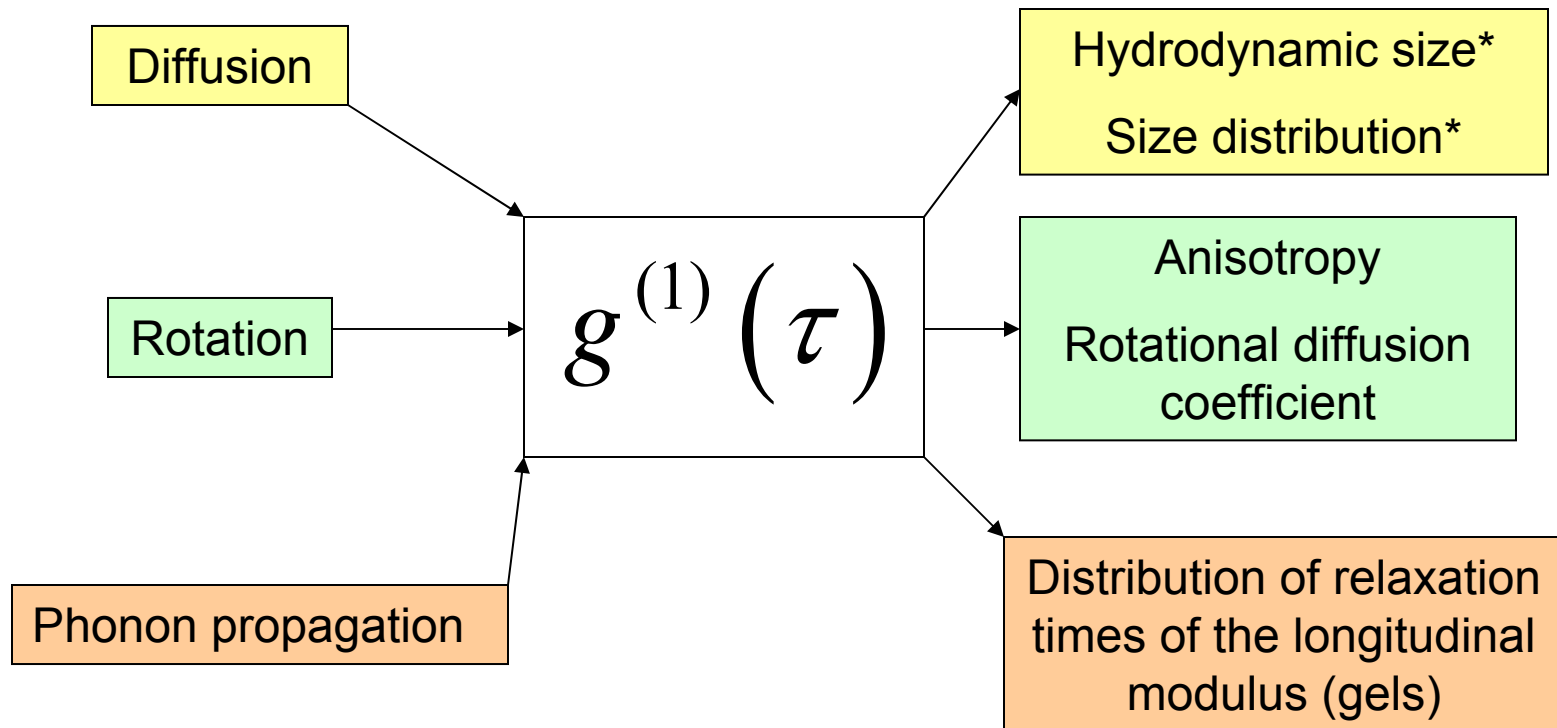 Diffusion
Rotation
Phonon propagation
g^(1) (τ)
Hydrodynamic size*
Size distribution*
Anisotropy
Rotational diffusion
coefficient
Distribution of relaxation
times of the longitudinal
modulus (gels)